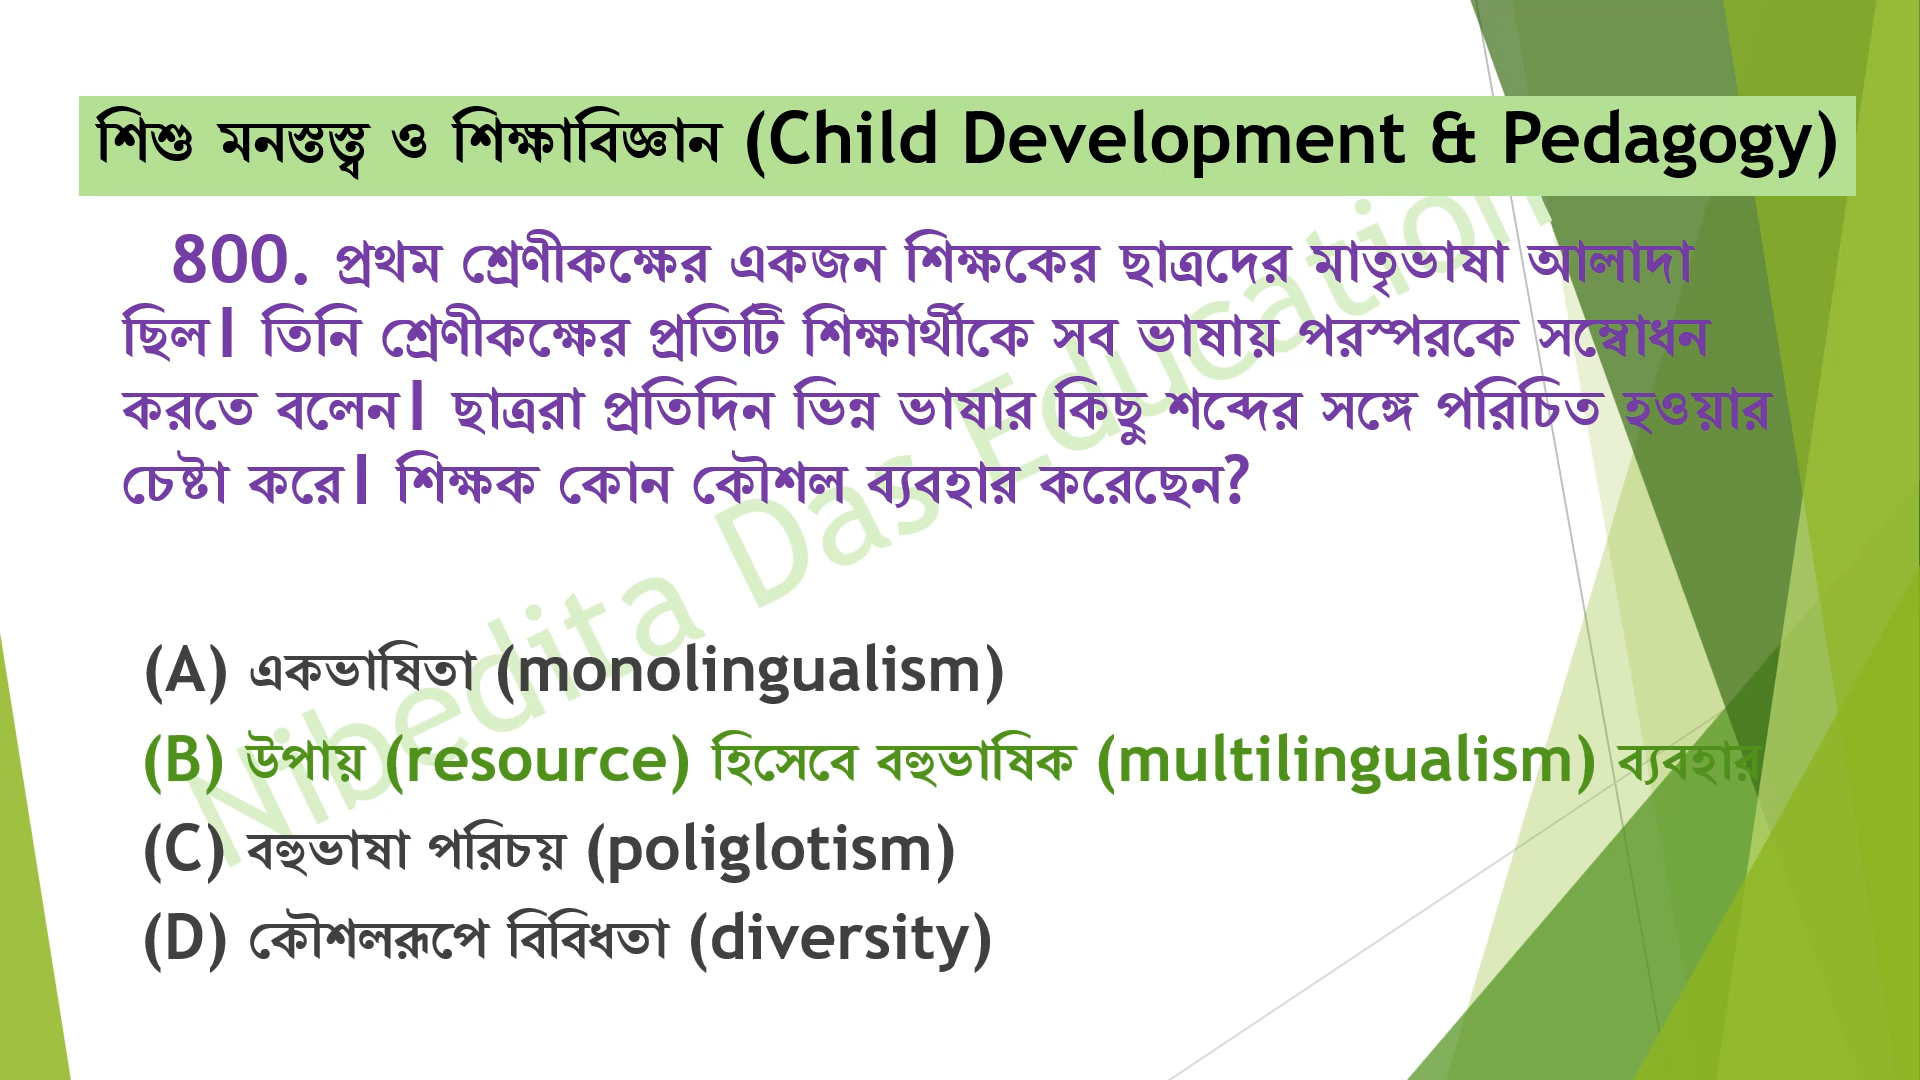 শিশু মনস্তত্ত্ব ও শিক্ষাবিজ্ঞান (Child Development & Pedagogy)
800. প্রথম শ্রেণীকক্ষের একজন শিক্ষকের ছাত্রদের মাতৃভাষা আলাদা
ছিল। তিনি শ্রেণীকক্ষের প্রতিটি শিক্ষার্থীকে সব ভাষায় পরস্পরকে সম্বোধন
করতে বলেন। ছাত্ররা প্রতিদিন ভিন্ন ভাষার কিছু শব্দের সঙ্গে পরিচিত হওয়ার
চেষ্টা করে। শিক্ষক কোন কৌশল ব্যবহার করেছেন?
(A) একভাষিতা (monolingualism)
(B) উপায় (resource) হিসেবে বহুভাষিক (multilingualism) ব্যবহার
(C) বহুভাষা পরিচয় (poliglotism)
(D) কৌশলরূপে বিবিধতা (diversity)
Nibedita Das Education